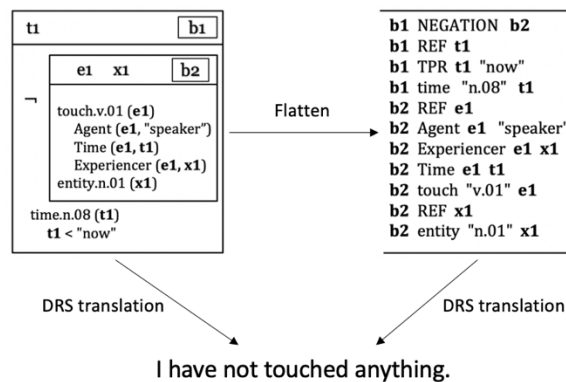 t1 b1
e1 x1 b2
¬
touch.v.01 (e1)
Agent (e1, "speaker")
Time (e1, t1)
Experiencer (e1, x1)
entity.n.01 (x1)
time.n.08 (t1)
t1 < "now"
Flatten
b1 NEGATION b2
b1 REF t1
b1 TPR t1 "now"
b1 time "n.08" t1
b2 REF e1
b2 Agent e1 "speaker"
b2 Experiencer e1 x1
b2 Time e1 t1
b2 touch "v.01" e1
b2 REF x1
b2 entity "n.01" x1
DRS translation
DRS translation
I have not touched anything.